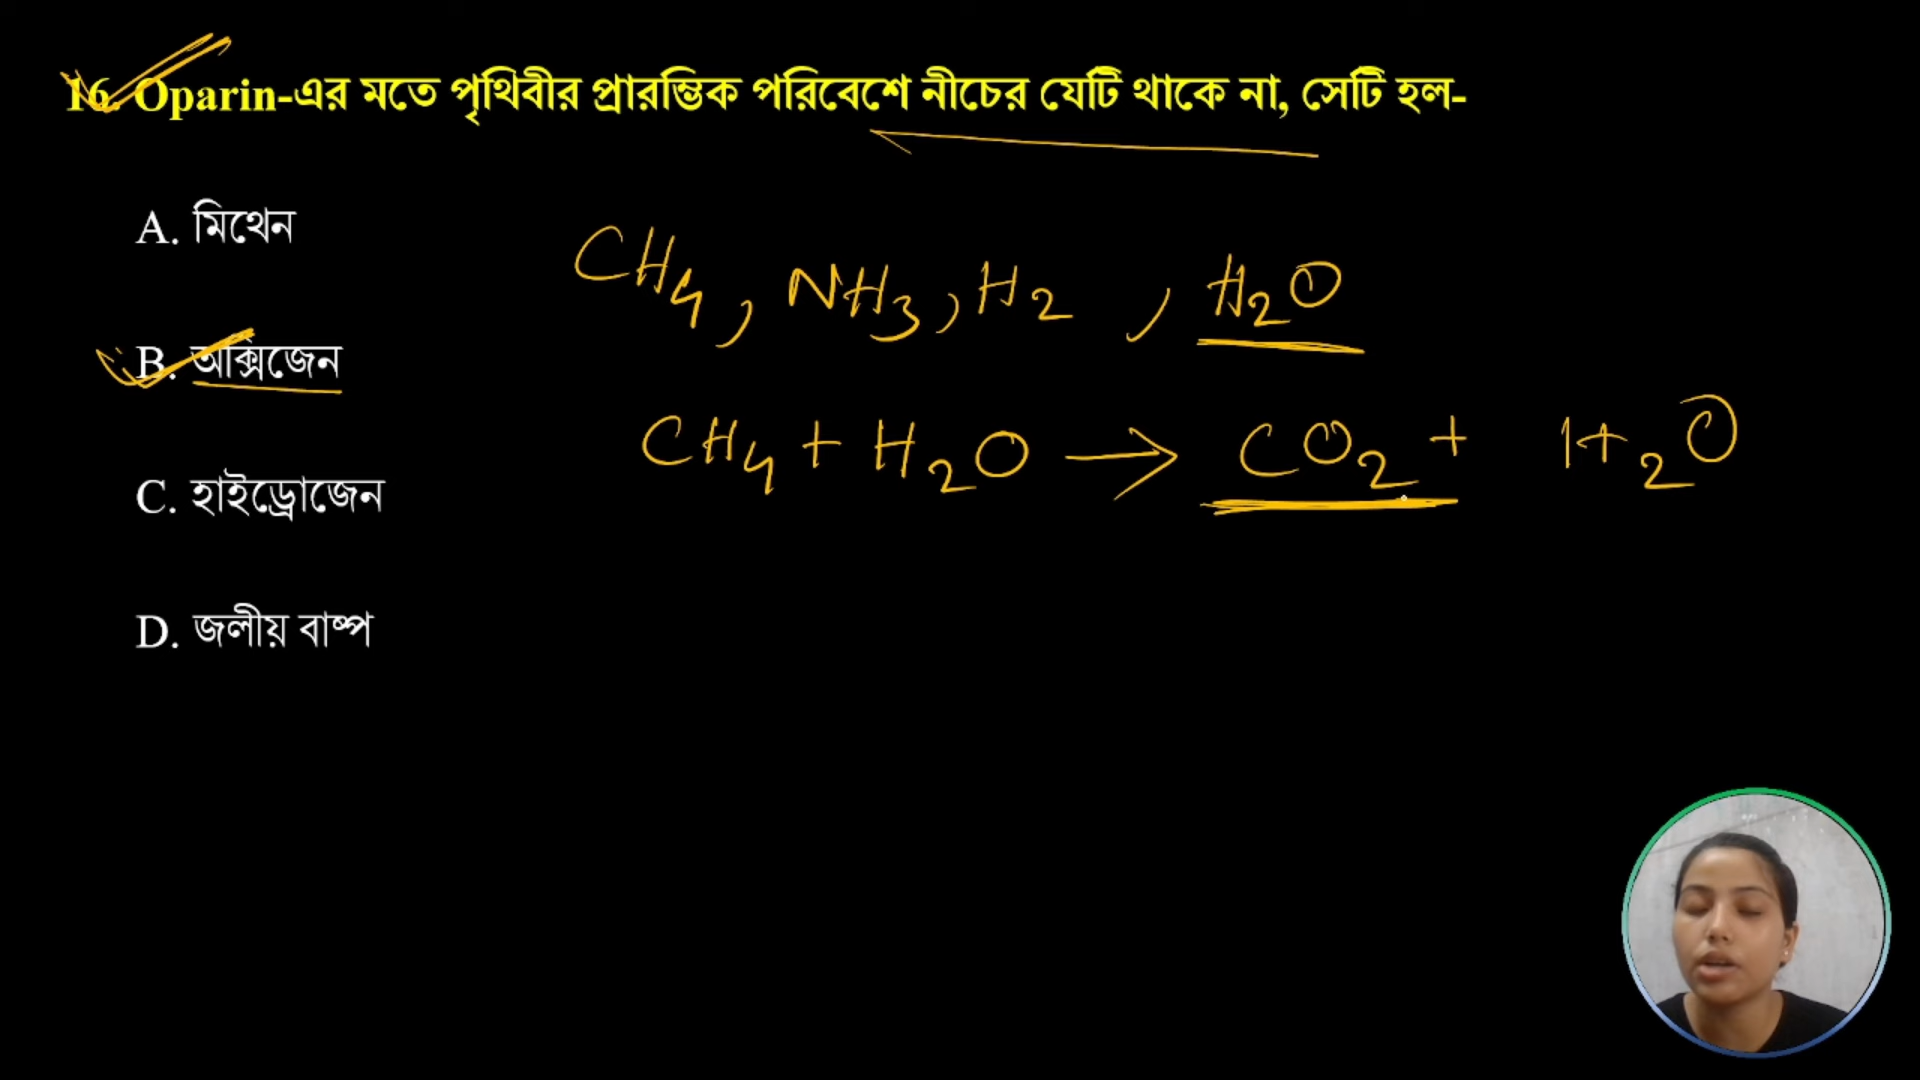 16. Oparin-এর মতে পৃথিবীর প্রারম্ভিক পরিবেশে নীচের যেটি থাকে না, সেটি হল-
A. মিথেন
CH4, NH3, H2, H2O
B. অক্সিজেন
CH4 + H2O → CO2 + H2O
C. হাইড্রোজেন
D. জলীয় বাষ্প